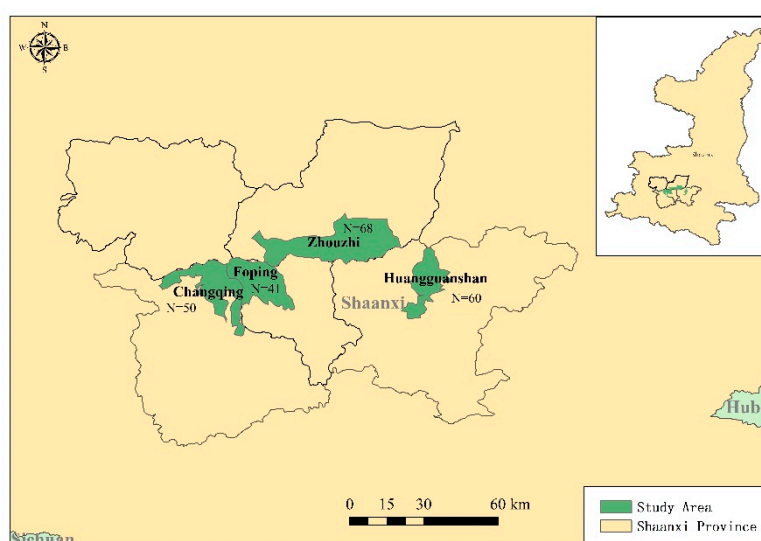 N
W E
S
N=68
Zhouzhi
Foping
Huangguanshan
Changqing
N=41
N=60
N=50
Shaanxi
Hub
0 15 30 60 km
Study Area
Shaanxi Province
Sichuan